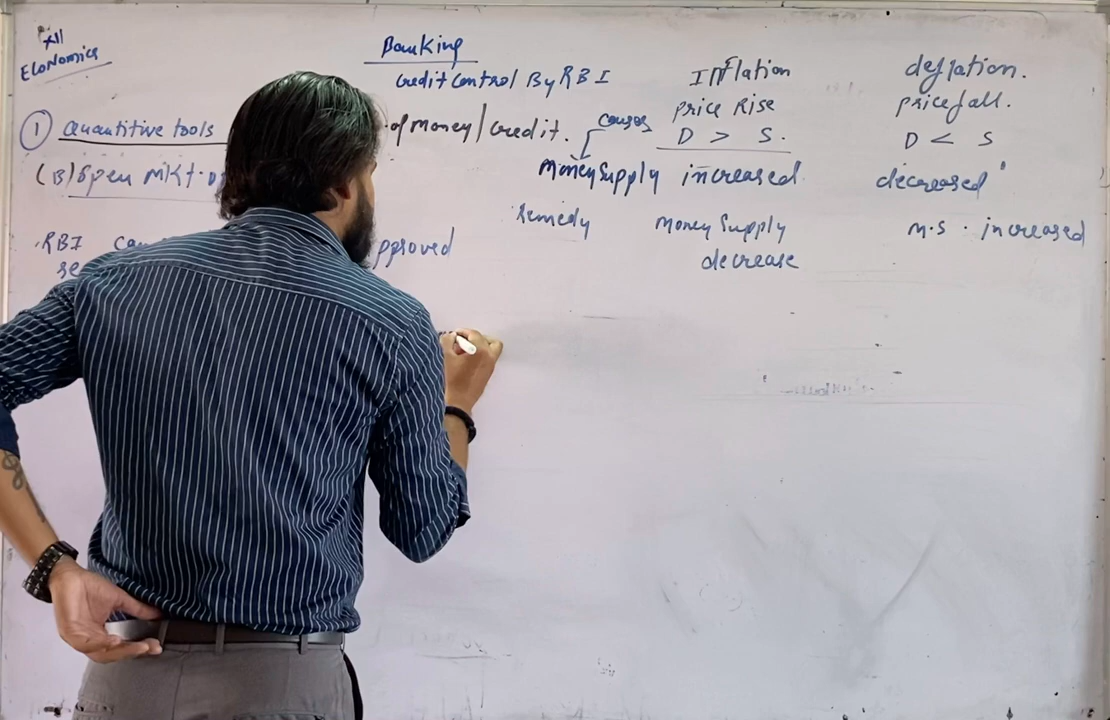 XII
EcoNomics
Banking
credit control By RBI
① Quantitive tools
of money/credit.
(B) Open mkt.
RBI
pproved
Inflation
price Rise
D > S.
causes
money supply increased
remedy
Money supply
decrease
deflation.
price fall.
D < S
decreased
M.S. increased